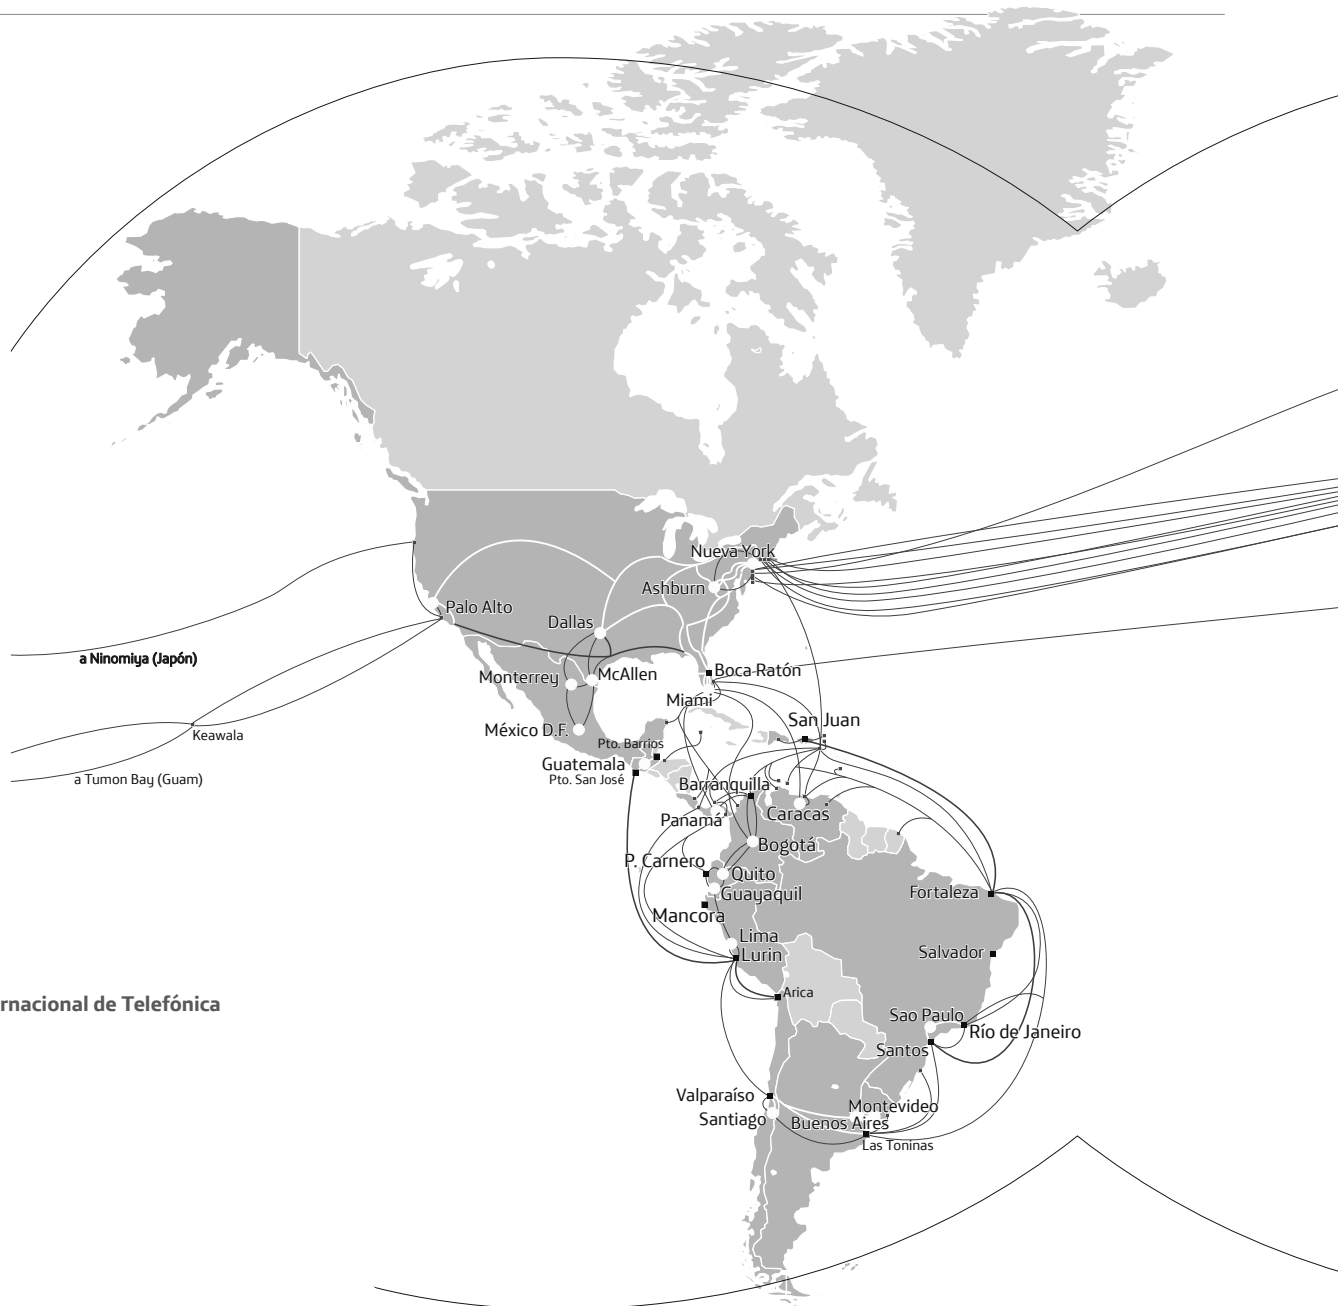 Nueva York
Ashburn
Palo Alto
Dallas
a Ninomiya (Japón)
Boca Ratón
McAllen
Monterrey
Miami
San Juan
México D.F.
Keawala
Pto. Barrios
Guatemala
a Tumon Bay (Guam)
Pto. San José
Barranquilla
Caracas
Panamá
Bogotá
P. Carnero
Quito
Guayaquil
Fortaleza
Mancora
Lima
Lurin
Salvador
Arica
rnacional de Telefónica
Sao Paulo
Río de Janeiro
Santos
Valparaíso
Montevideo
Santiago
Buenos Aires
Las Toninas